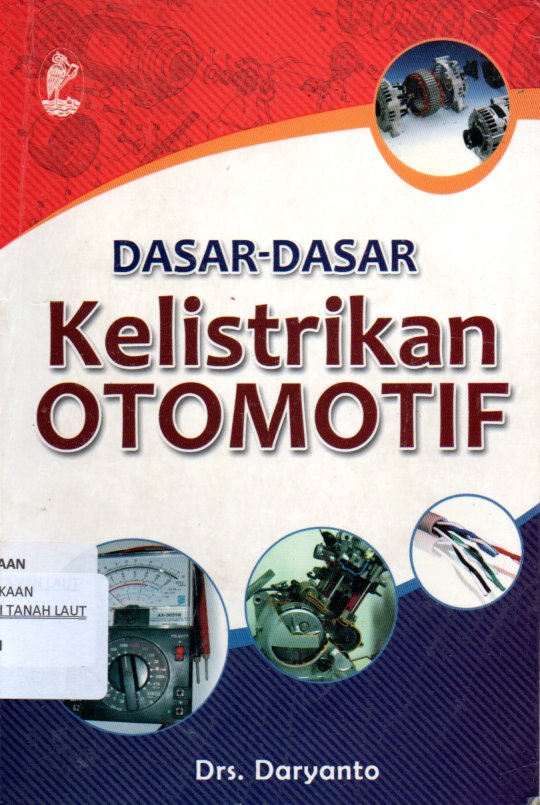 DASAR-DASAR
Kelistrikan
OTOMOTIF
AAN
KAAN
I TANAH LAUT
Drs. Daryanto